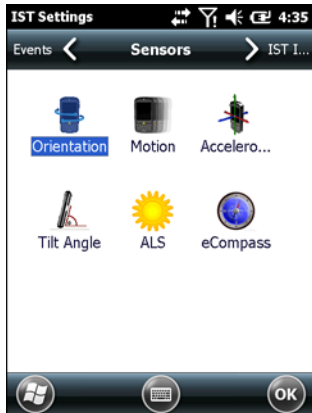 IST Settings 4:35
Events Sensors IST I...
Orientation Motion Accelero...
Tilt Angle ALS eCompass
OK